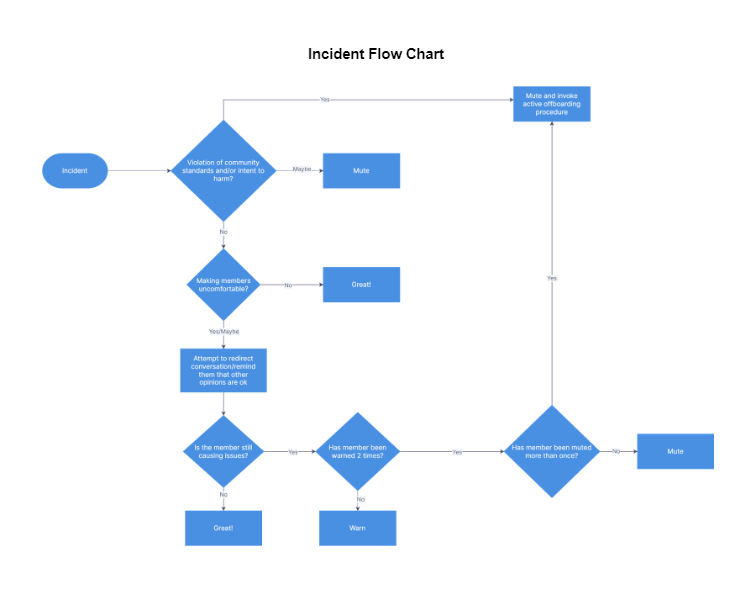 Incident Flow Chart
Yes
Mute and invoke
active offboarding
procedure
Incident
Violation of community
standards and/or intent to
harm?
Maybe
Mute
No
Making members
uncomfortable?
No
Great!
Yes
Yes/Maybe
Attempt to redirect
conversation/remind
them that other
opinions are ok
Is the member still
causing issues?
Yes
Has member been
warned 2 times?
Yes
Has member been muted
more than once?
No
Mute
No
No
Great!
Warn